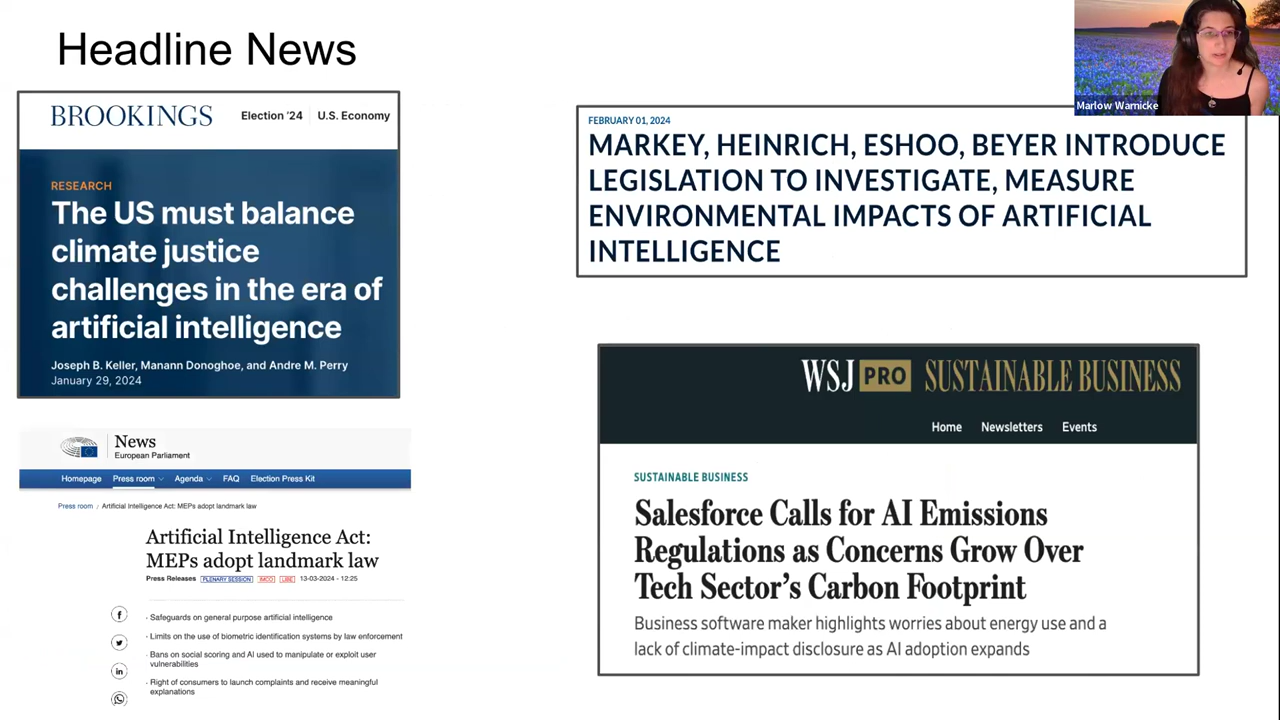 Headline News
Marlow Warnicke
BROOKINGS
Election '24
U.S. Economy
RESEARCH
The US must balance
climate justice
challenges in the era of
artificial intelligence
Joseph B. Keller, Manann Donoghoe, and Andre M. Perry
January 29, 2024
FEBRUARY 01, 2024
MARKEY, HEINRICH, ESHOO, BEYER INTRODUCE
LEGISLATION TO INVESTIGATE, MEASURE
ENVIRONMENTAL IMPACTS OF ARTIFICIAL
INTELLIGENCE
News
European Parliament
Homepage Press room Agenda FAQ Election Press Kit
Press room / Artificial Intelligence Act: MEPs adopt landmark law
Artificial Intelligence Act:
MEPs adopt landmark law
Press Releases PLENARY SESSION IMCO LIBE 13-03-2024 - 12:25
· Safeguards on general purpose artificial intelligence
· Limits on the use of biometric identification systems by law enforcement
· Bans on social scoring and AI used to manipulate or exploit user
vulnerabilities
· Right of consumers to launch complaints and receive meaningful
explanations
WSJ PRO SUSTAINABLE BUSINESS
Home Newsletters Events
SUSTAINABLE BUSINESS
Salesforce Calls for AI Emissions
Regulations as Concerns Grow Over
Tech Sector's Carbon Footprint
Business software maker highlights worries about energy use and a
lack of climate-impact disclosure as AI adoption expands